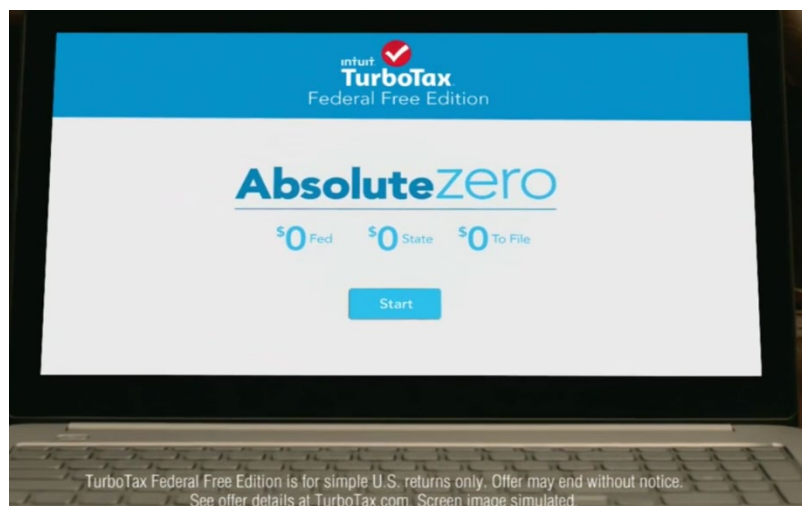 intuit
TurboTax
Federal Free Edition
Absolutezero
$0 Fed $0 State $0 To File
Start
TurboTax Federal Free Edition is for simple U.S. returns only. Offer may end without notice.
See offer details at TurboTax.com. Screen image simulated.